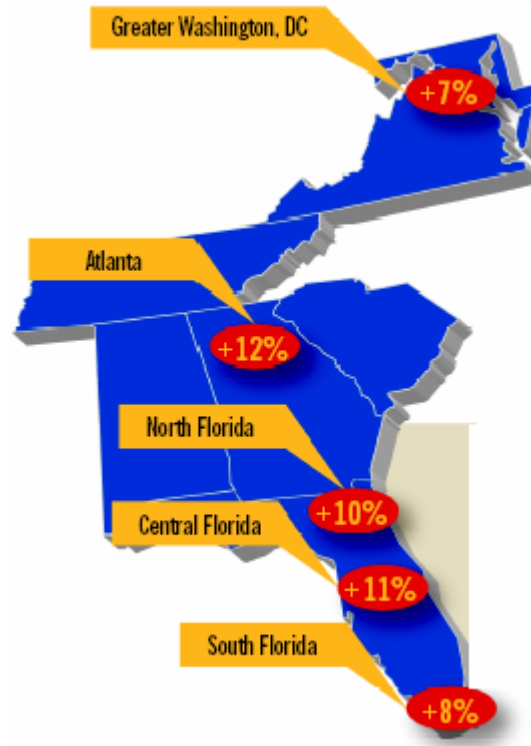 Greater Washington, DC
+7%
Atlanta
+12%
North Florida
+10%
Central Florida
+11%
South Florida
+8%